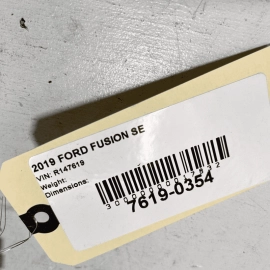 2019 FORD FUSION SE
VIN: R147619
Weight:
Dimensions:
7619-0354